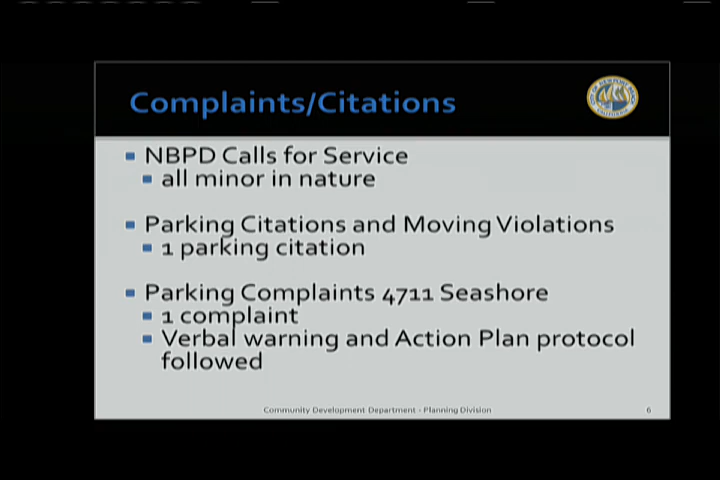 Complaints/Citations
NBPD Calls for Service
all minor in nature
Parking Citations and Moving Violations
1 parking citation
Parking Complaints 4711 Seashore
1 complaint
Verbal warning and Action Plan protocol
followed
Community Development Department - Planning Division
6